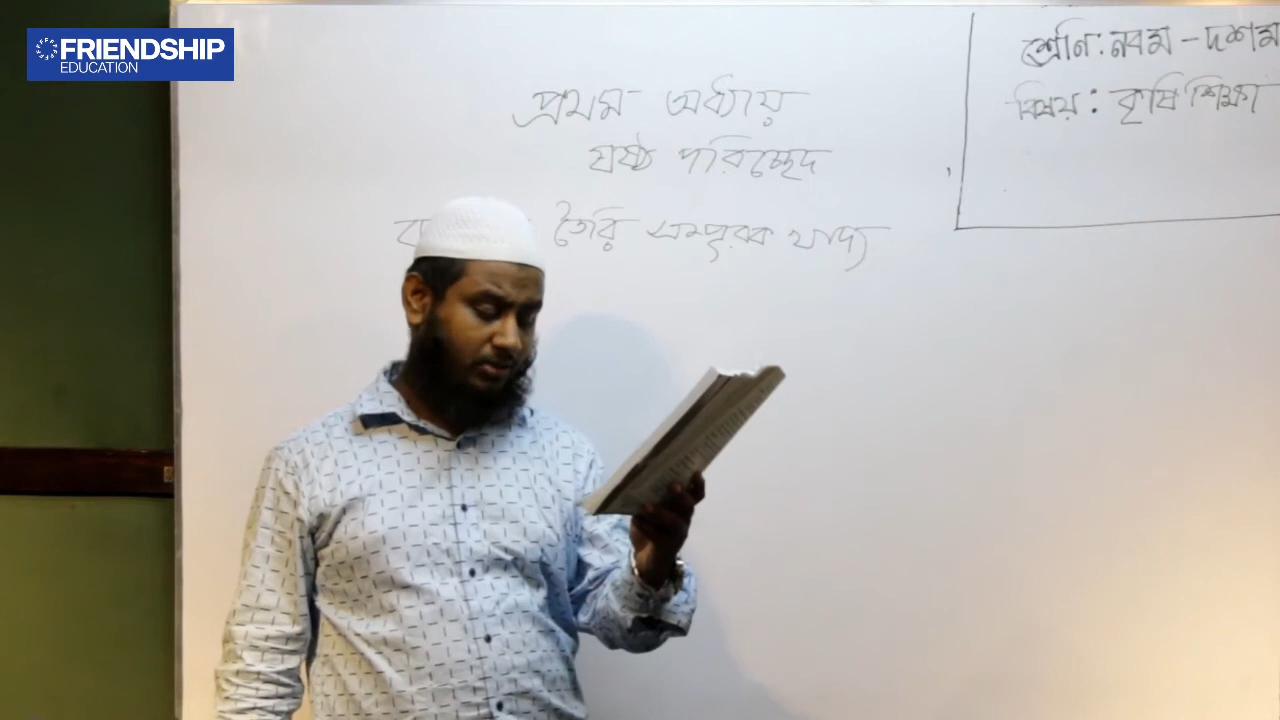 FRIENDSHIP
EDUCATION
শ্রেণি: নবম - দশম
বিষয় : কৃষি শিক্ষা
প্রথম অধ্যায়
ষষ্ঠ পরিচ্ছেদ
তৈরি সম্পূরক খাদ্য